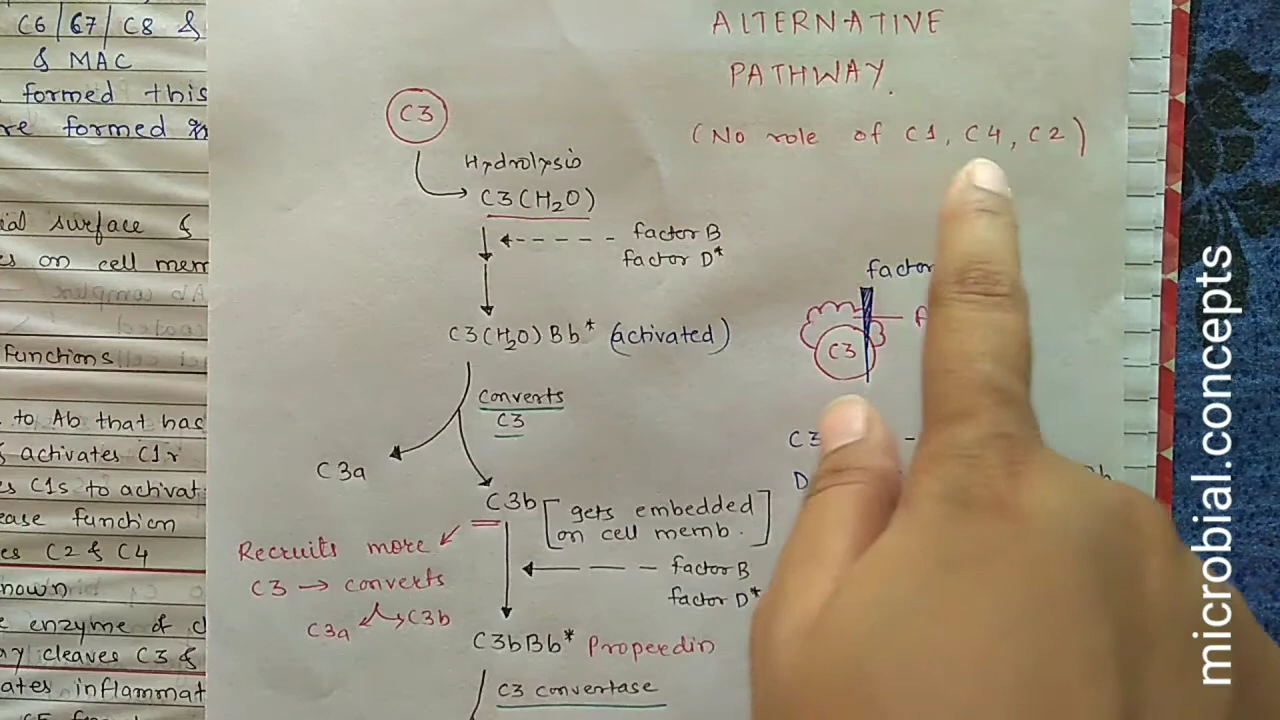 C6/C7/C8 &
& MAC
formed this
re formed
ial surface &
es on cell mem
Functions
to Ab that has
activates C1r
es C1s to activat
ease function
es C2 & C4
nown
enzyme of
ay cleaves C3 &
ates inflammat
ALTERNATIVE
PATHWAY.
(No role of C1, C4, C2)
C3
Hydrolysis
C3(H2O)
factor B
factor D*
C3(H2O)Bb* (activated)
converts
C3
C3a
C3b [gets embedded
on cell memb.]
Recruits more
C3 → converts
C3a C3b
factor B
factor D*
C3bBb* Properdin
C3 convertase
factor
C3
C3
D
microbial.concepts